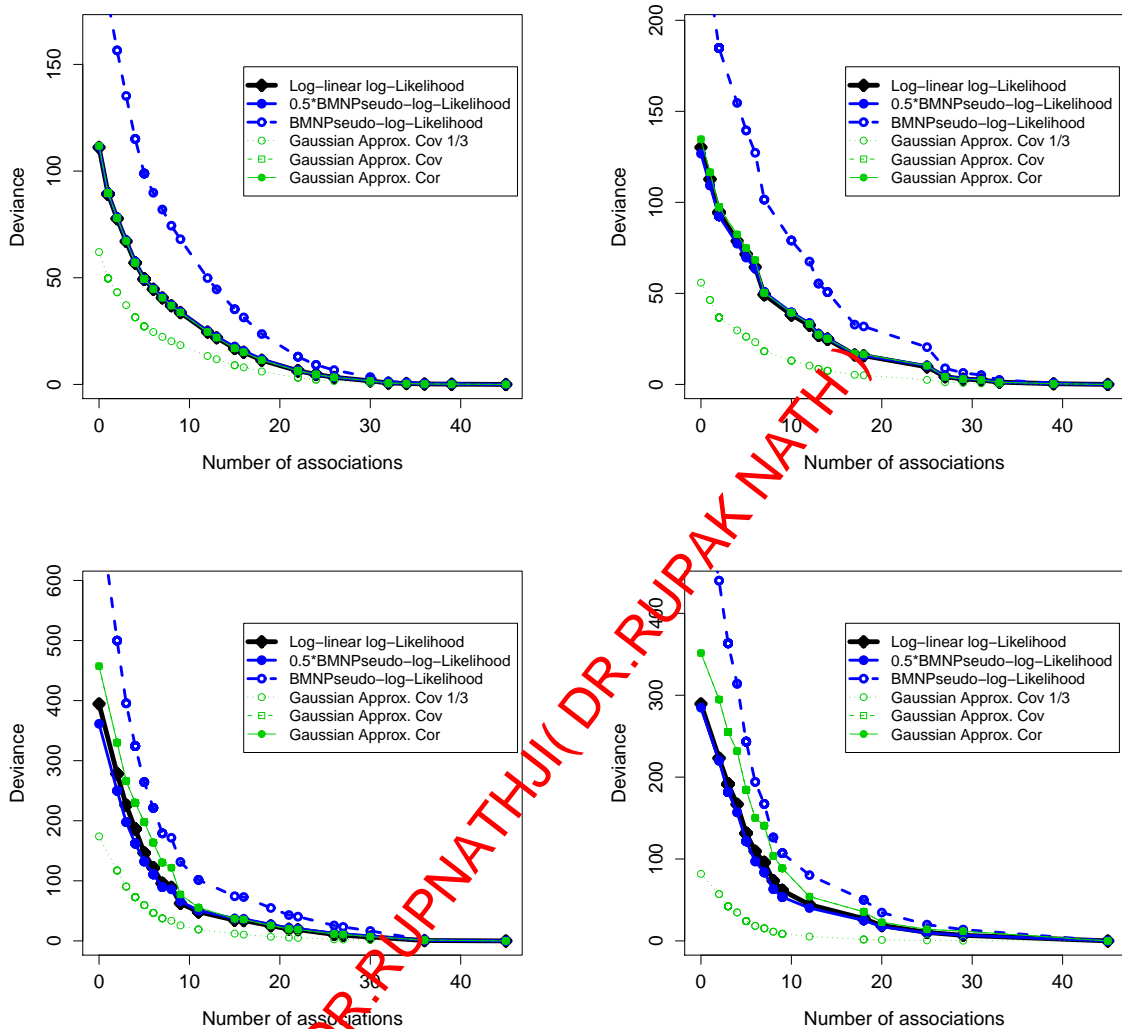 150
100
50
0
Deviance
Log-linear log-Likelihood
0.5*BMNPseudo-log-Likelihood
BMNPseudo-log-Likelihood
Gaussian Approx. Cov 1/3
Gaussian Approx. Cov
Gaussian Approx. Cor
0 10 20 30 40
Number of associations
200
150
100
50
0
Deviance
Log-linear log-Likelihood
0.5*BMNPseudo-log-Likelihood
BMNPseudo-log-Likelihood
Gaussian Approx. Cov 1/3
Gaussian Approx. Cov
Gaussian Approx. Cor
0 10 20 30 40
Number of associations
600
500
400
300
200
100
0
Deviance
Log-linear log-Likelihood
0.5*BMNPseudo-log-Likelihood
BMNPseudo-log-Likelihood
Gaussian Approx. Cov 1/3
Gaussian Approx. Cov
Gaussian Approx. Cor
0 10 20 30 40
Number of associations
400
300
200
100
0
Deviance
Log-linear log-Likelihood
0.5*BMNPseudo-log-Likelihood
BMNPseudo-log-Likelihood
Gaussian Approx. Cov 1/3
Gaussian Approx. Cov
Gaussian Approx. Cor
0 10 20 30 40
Number of associations
DR.RUPNATHJI( DR.RUPAK NATH )